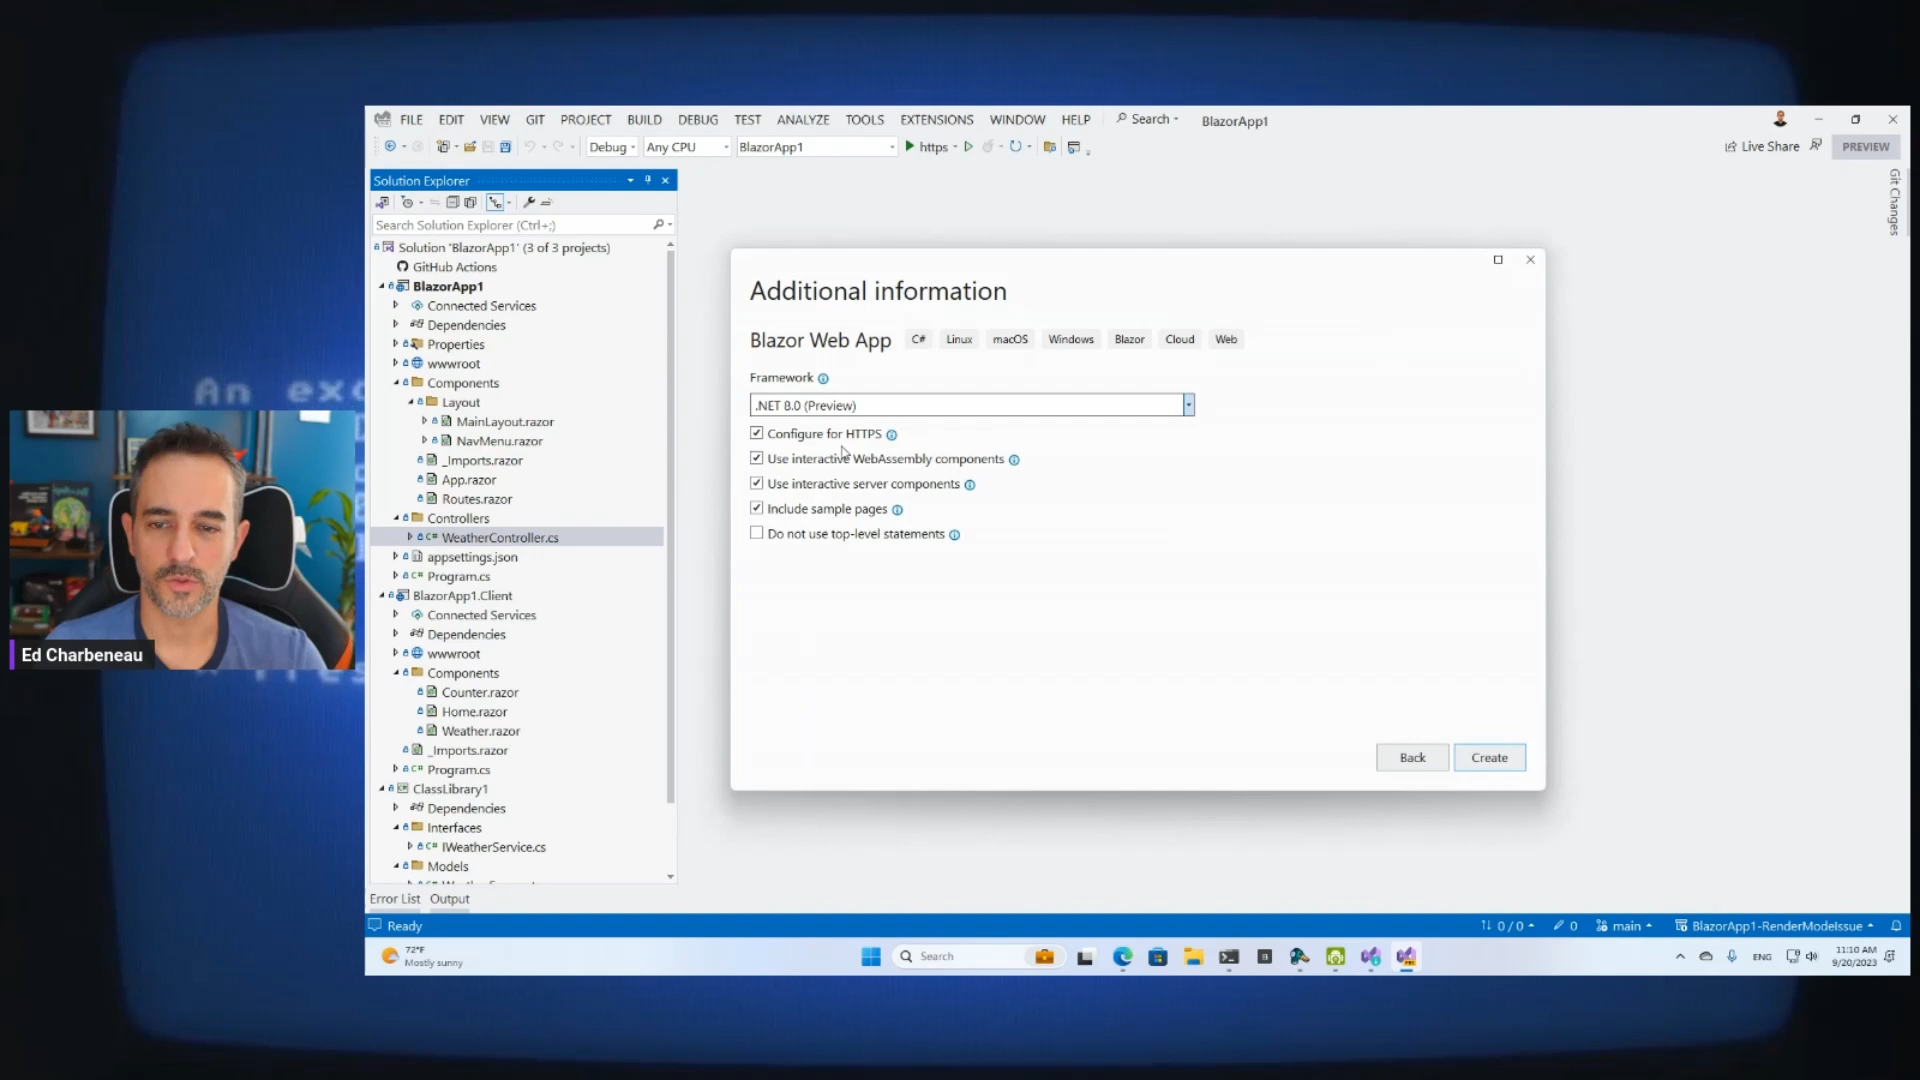 FILE EDIT VIEW GIT PROJECT BUILD DEBUG TEST ANALYZE TOOLS EXTENSIONS WINDOW HELP Search BlazorApp1
Debug Any CPU BlazorApp1 https Live Share PREVIEW
Git Changes
Solution Explorer
Search Solution Explorer (Ctrl+;)
Solution 'BlazorApp1' (3 of 3 projects)
GitHub Actions
BlazorApp1
Connected Services
Dependencies
Properties
wwwroot
Components
Layout
MainLayout.razor
NavMenu.razor
_Imports.razor
App.razor
Routes.razor
Controllers
C# WeatherController.cs
appsettings.json
C# Program.cs
BlazorApp1.Client
Connected Services
Dependencies
wwwroot
Components
Counter.razor
Home.razor
Weather.razor
_Imports.razor
C# Program.cs
ClassLibrary1
Dependencies
Interfaces
C# IWeatherService.cs
Models
Error List Output
Additional information
Blazor Web App C# Linux macOS Windows Blazor Cloud Web
Framework
.NET 8.0 (Preview)
Configure for HTTPS
Use interactive WebAssembly components
Use interactive server components
Include sample pages
Do not use top-level statements
Back Create
An exc
Ed Charbeneau
Ready 0 / 0 0 main BlazorApp1-RenderModeIssue
72°F
Mostly sunny
Search
ENG
11:10 AM
9/20/2023